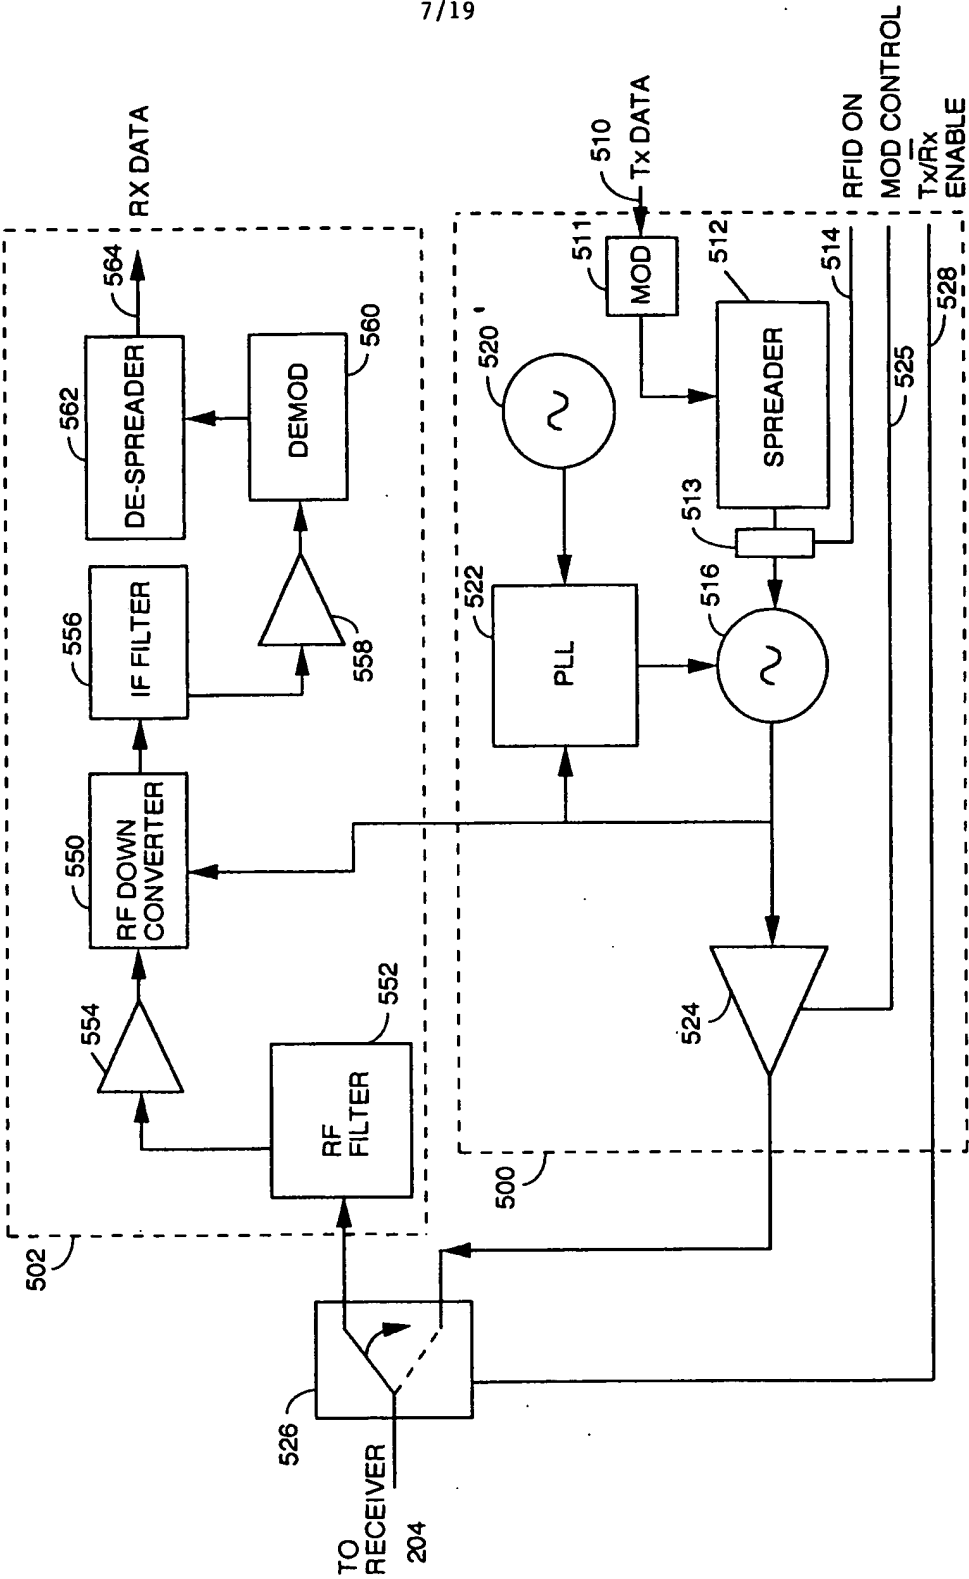 7/19
502
554
550
RF DOWN
CONVERTER
556
IF FILTER
562
DE-SPREADER
564
RX DATA
RF
FILTER
552
558
DEMOD
560
526
TO
RECEIVER
204
500
522
PLL
520
511
MOD
510
Tx DATA
524
516
513
SPREADER
512
514
525
528
RFID ON
MOD CONTROL
Tx/Rx
ENABLE